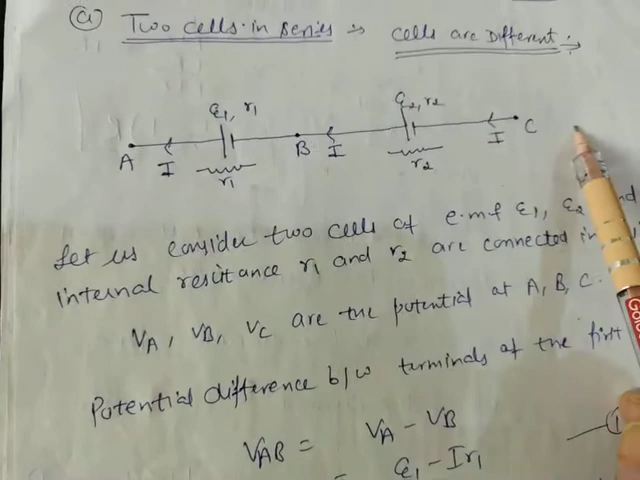 (a) Two cells in series :- cells are Different :-
ε1, r1
ε2, r2
A
I
r1
B
I
r2
I
C
Let us consider two cells of e.m.f ε1, ε2
internal resistance r1 and r2 are connected in
VA, VB, VC are the potential at A, B, C.
Potential difference b/w terminals of the first
VAB = VA - VB
= ε1 - Ir1
①